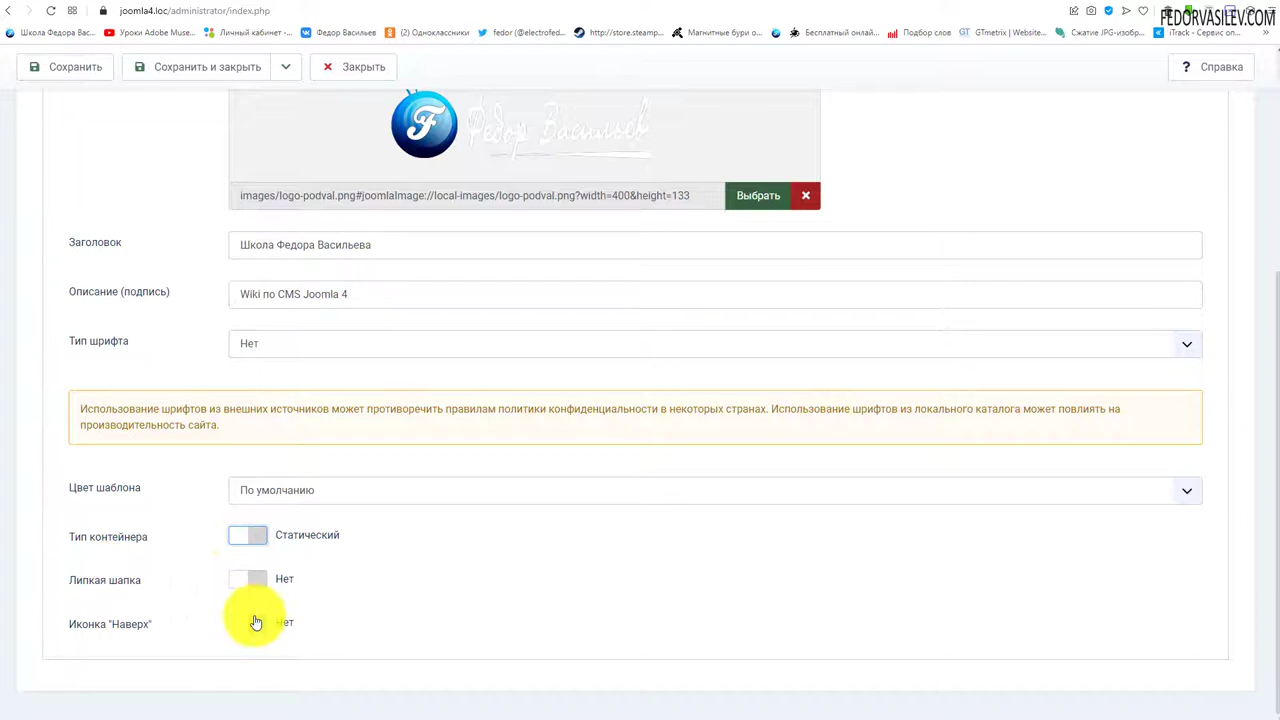 joomla4.loc/administrator/index.php
FEDORVASILEV.COM
Школа Федора Вас...
Уроки Adobe Muse...
Личный кабинет -...
Федор Васильев
(2) Одноклассники
fedor (@electrofed...
http://store.steamp...
Магнитные бури о...
Бесплатный онлай...
Подбор слов
GTmetrix | Website...
Сжатие JPG-изобр...
iTrack - Сервис от...
Сохранить
Сохранить и закрыть
Закрыть
? Справка
F Федор Васильев
images/logo-podval.png#joomlaImage://local-images/logo-podval.png?width=400&height=133
Выбрать
Заголовок
Школа Федора Васильева
Описание (подпись)
Wiki по CMS Joomla 4
Тип шрифта
Нет
Использование шрифтов из внешних источников может противоречить правилам политики конфиденциальности в некоторых странах. Использование шрифтов из локального каталога может повлиять на
производительность сайта.
Цвет шаблона
По умолчанию
Тип контейнера
Статический
Липкая шапка
Нет
Иконка "Наверх"
Нет